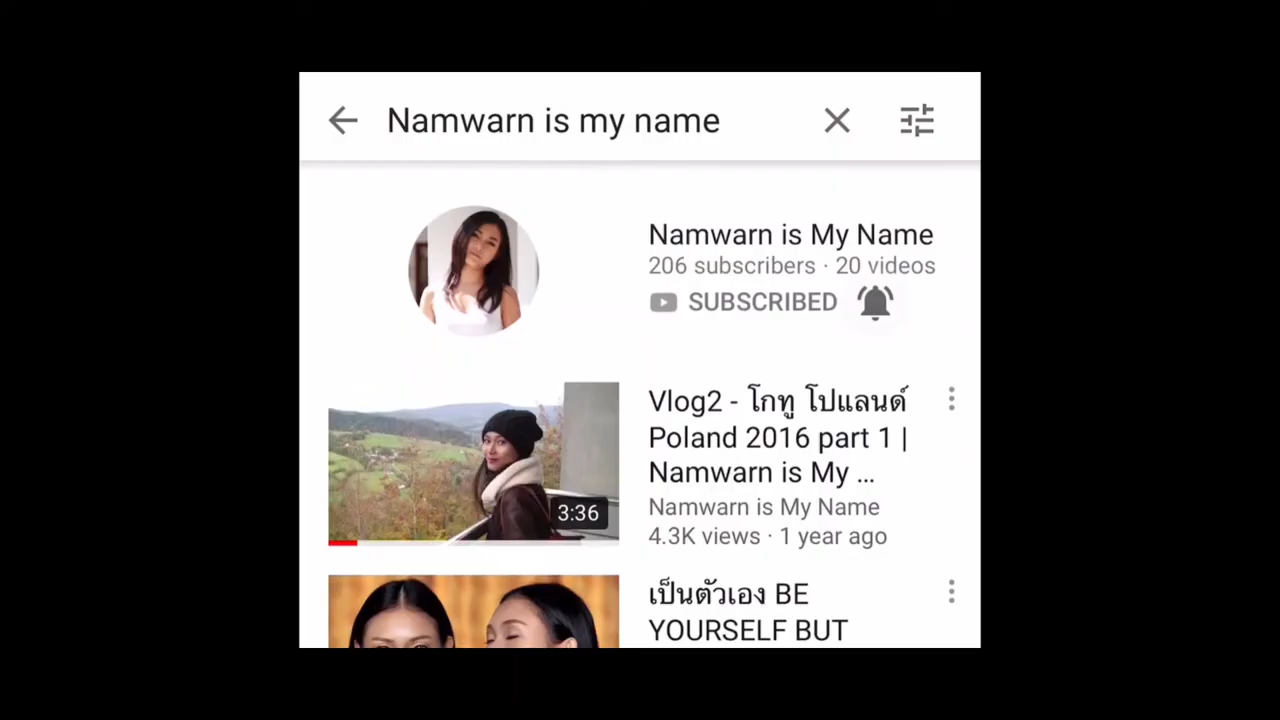 Namwarn is my name
Namwarn is My Name
206 subscribers · 20 videos
SUBSCRIBED
Vlog2 - โกทู โปแลนด์
Poland 2016 part 1 |
Namwarn is My ...
3:36
Namwarn is My Name
4.3K views · 1 year ago
เป็นตัวเอง BE
YOURSELF BUT